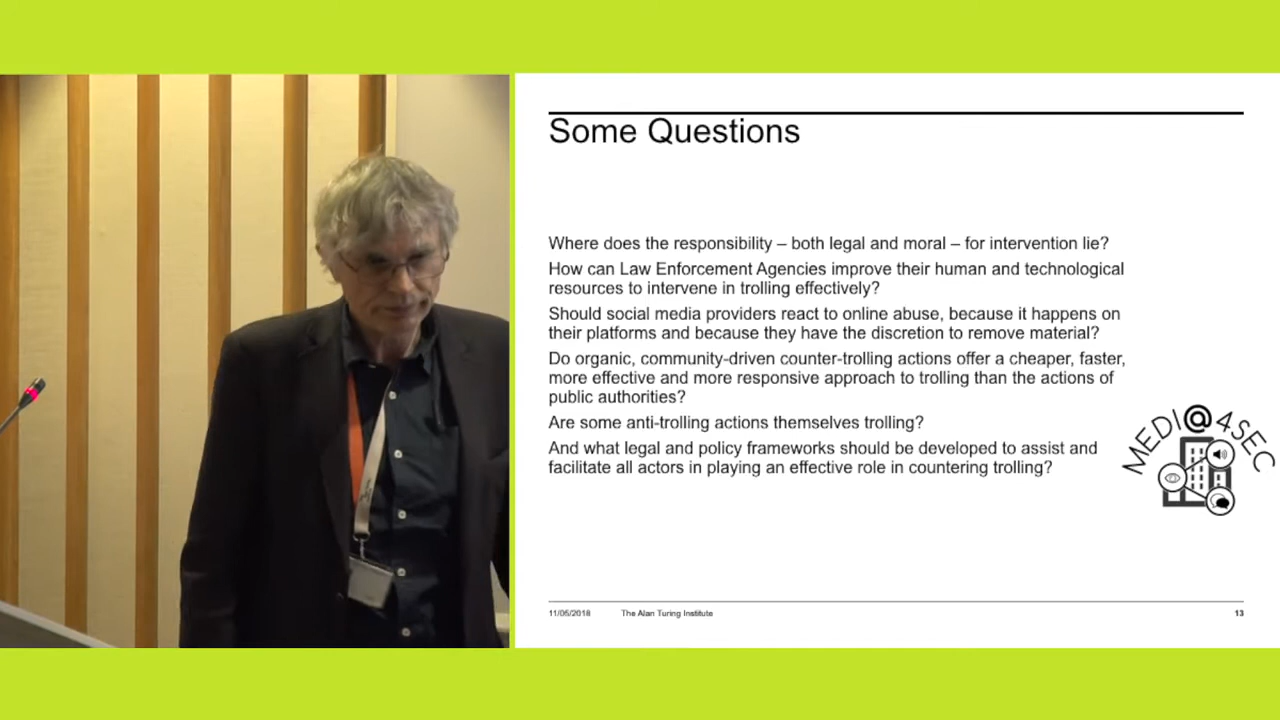 Some Questions
Where does the responsibility – both legal and moral – for intervention lie?
How can Law Enforcement Agencies improve their human and technological
resources to intervene in trolling effectively?
Should social media providers react to online abuse, because it happens on
their platforms and because they have the discretion to remove material?
Do organic, community-driven counter-trolling actions offer a cheaper, faster,
more effective and more responsive approach to trolling than the actions of
public authorities?
Are some anti-trolling actions themselves trolling?
And what legal and policy frameworks should be developed to assist and
facilitate all actors in playing an effective role in countering trolling?
MEDI@4SEC
11/05/2018 The Alan Turing Institute 13